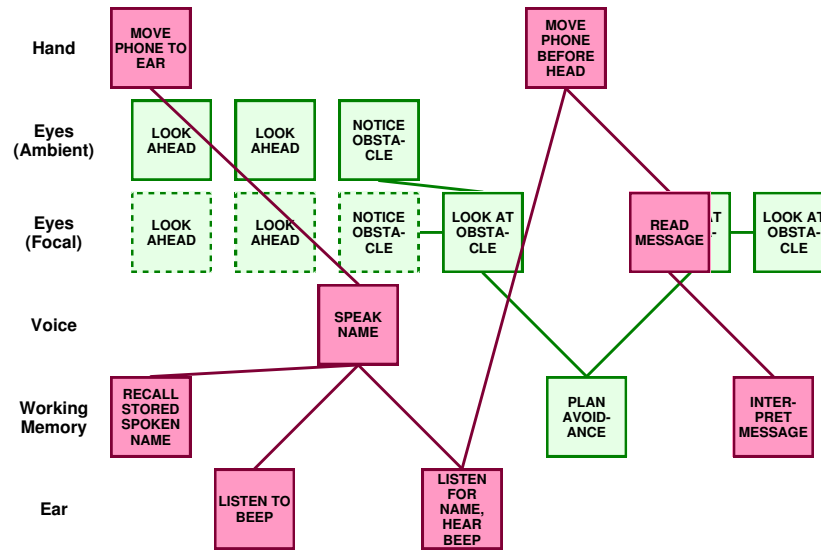 Hand
MOVE
PHONE TO
EAR
MOVE
PHONE
BEFORE
HEAD
Eyes
(Ambient)
LOOK
AHEAD
LOOK
AHEAD
NOTICE
OBSTA-
CLE
Eyes
(Focal)
LOOK
AHEAD
LOOK
AHEAD
NOTICE
OBSTA-
CLE
LOOK AT
OBSTA-
CLE
READ
MESSAGE
LOOK AT
OBSTA-
CLE
Voice
SPEAK
NAME
Working
Memory
RECALL
STORED
SPOKEN
NAME
PLAN
AVOID-
ANCE
INTER-
PRET
MESSAGE
Ear
LISTEN TO
BEEP
LISTEN
FOR
NAME,
HEAR
BEEP